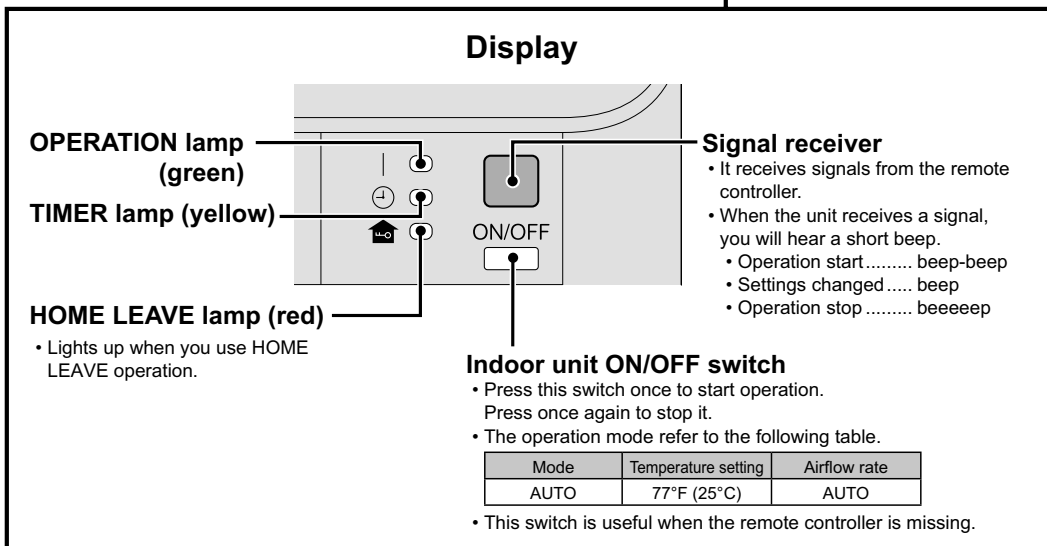 Display
OPERATION lamp
(green)
TIMER lamp (yellow)
HOME LEAVE lamp (red)
• Lights up when you use HOME
LEAVE operation.
ON/OFF
Signal receiver
• It receives signals from the remote
controller.
• When the unit receives a signal,
you will hear a short beep.
• Operation start......... beep-beep
• Settings changed..... beep
• Operation stop......... beeeeep
Indoor unit ON/OFF switch
• Press this switch once to start operation.
Press once again to stop it.
• The operation mode refer to the following table.
Mode Temperature setting Airflow rate
AUTO 77°F (25°C) AUTO
• This switch is useful when the remote controller is missing.